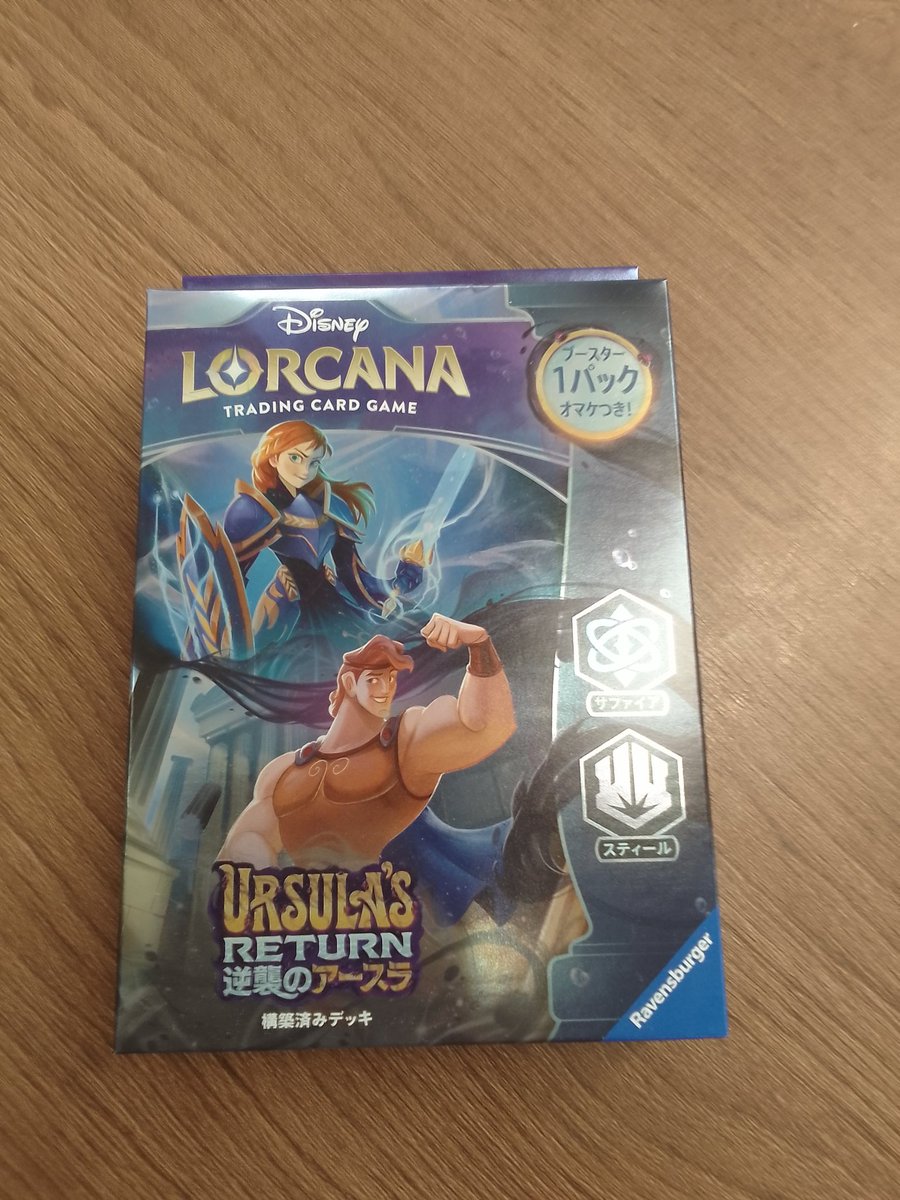 Disney
LORCANA
TRADING CARD GAME
ブースター
1パック
オマケつき!
サファイア
スティール
URSULA'S
RETURN
逆襲のアースラ
構築済みデッキ
Ravensburger